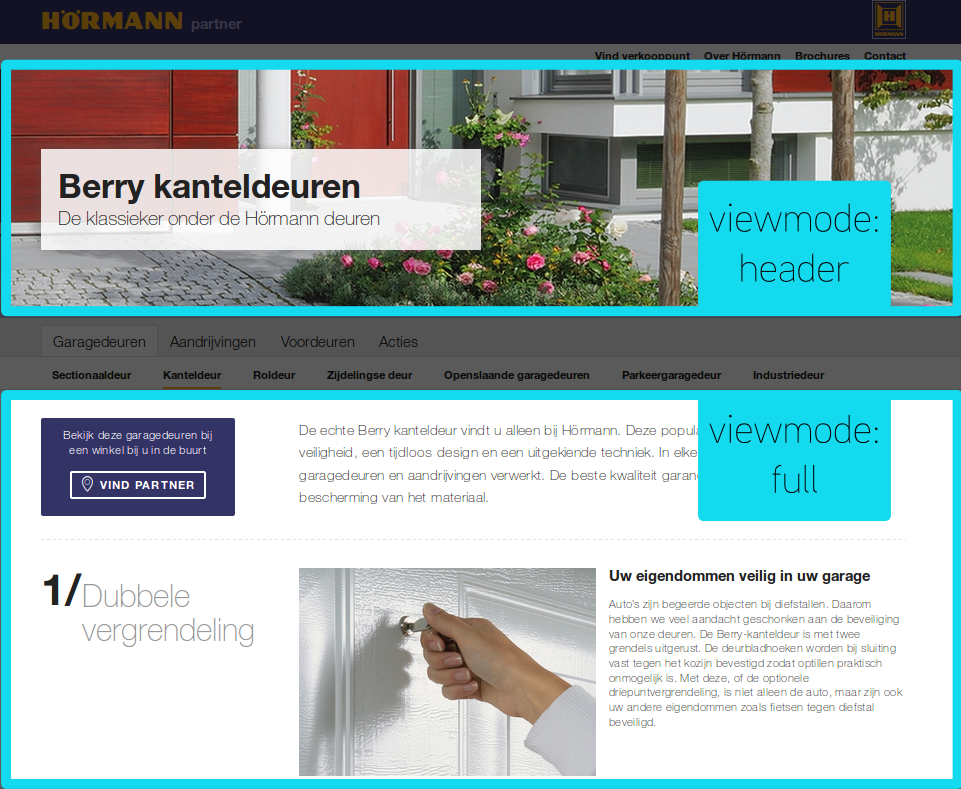 HÖRMANN partner
HÖRMANN
Vind verkooppunt Over Hörmann Brochures Contact
Berry kanteldeuren
De klassieker onder de Hörmann deuren
viewmode:
header
Garagedeuren Aandrijvingen Voordeuren Acties
Sectionaaldeur Kanteldeur Roldeur Zijdelingse deur Openslaande garagedeuren Parkeergaragedeur Industriedeur
Bekijk deze garagedeuren bij
een winkel bij u in de buurt
VIND PARTNER
De echte Berry kanteldeur vindt u alleen bij Hörmann. Deze
veiligheid, een tijdloos design en een uitgekiende techniek. In elke
garagedeuren en aandrijvingen verwerkt. De beste kwaliteit
bescherming van het materiaal.
viewmode:
full
1/ Dubbele
vergrendeling
Uw eigendommen veilig in uw garage
Auto's zijn begeerde objecten bij diefstallen. Daarom
hebben we veel aandacht geschonken aan de beveiliging
van onze deuren. De Berry-kanteldeur is met twee
grendels uitgerust. De deurbladhoeken worden bij sluiting
vast tegen het kozijn bevestigd zodat optillen praktisch
onmogelijk is. Met deze, of de optionele
driepuntvergrendeling, is niet alleen de auto, maar zijn ook
uw andere eigendommen zoals fietsen tegen diefstal
beveiligd.